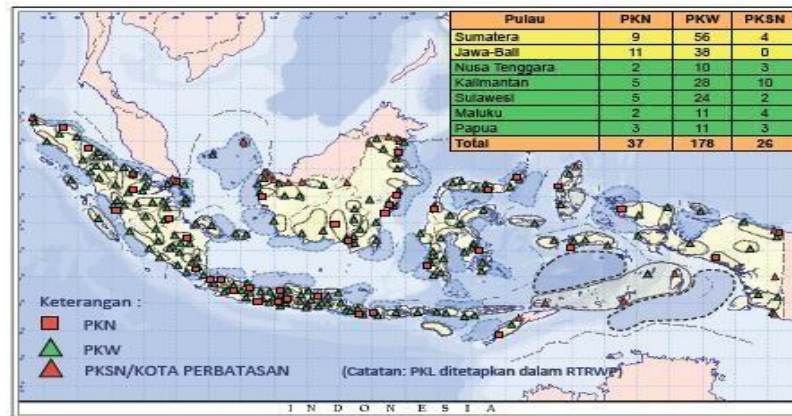 Pulau PKN PKW PKSN
Sumatera 9 56 4
Jawa-Bali 11 38 0
Nusa Tenggara 2 10 3
Kalimantan 5 28 10
Sulawesi 5 24 2
Maluku 2 11 4
Papua 3 11 3
Total 37 178 26
Keterangan :
PKN
PKW
PKSN/KOTA PERBATASAN (Catatan: PKL ditetapkan dalam RTRWP)
I N D O N E S I A